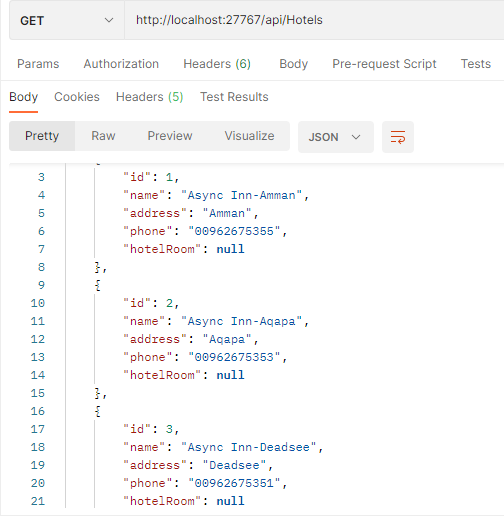 GET http://localhost:27767/api/Hotels
Params Authorization Headers (6) Body Pre-request Script Tests
Body Cookies Headers (5) Test Results
Pretty Raw Preview Visualize JSON
{
3 "id": 1,
4 "name": "Async Inn-Amman",
5 "address": "Amman",
6 "phone": "00962675355",
7 "hotelRoom": null
8 },
9 {
10 "id": 2,
11 "name": "Async Inn-Aqapa",
12 "address": "Aqapa",
13 "phone": "00962675353",
14 "hotelRoom": null
15 },
16 {
17 "id": 3,
18 "name": "Async Inn-Deadsee",
19 "address": "Deadsee",
20 "phone": "00962675351",
21 "hotelRoom": null